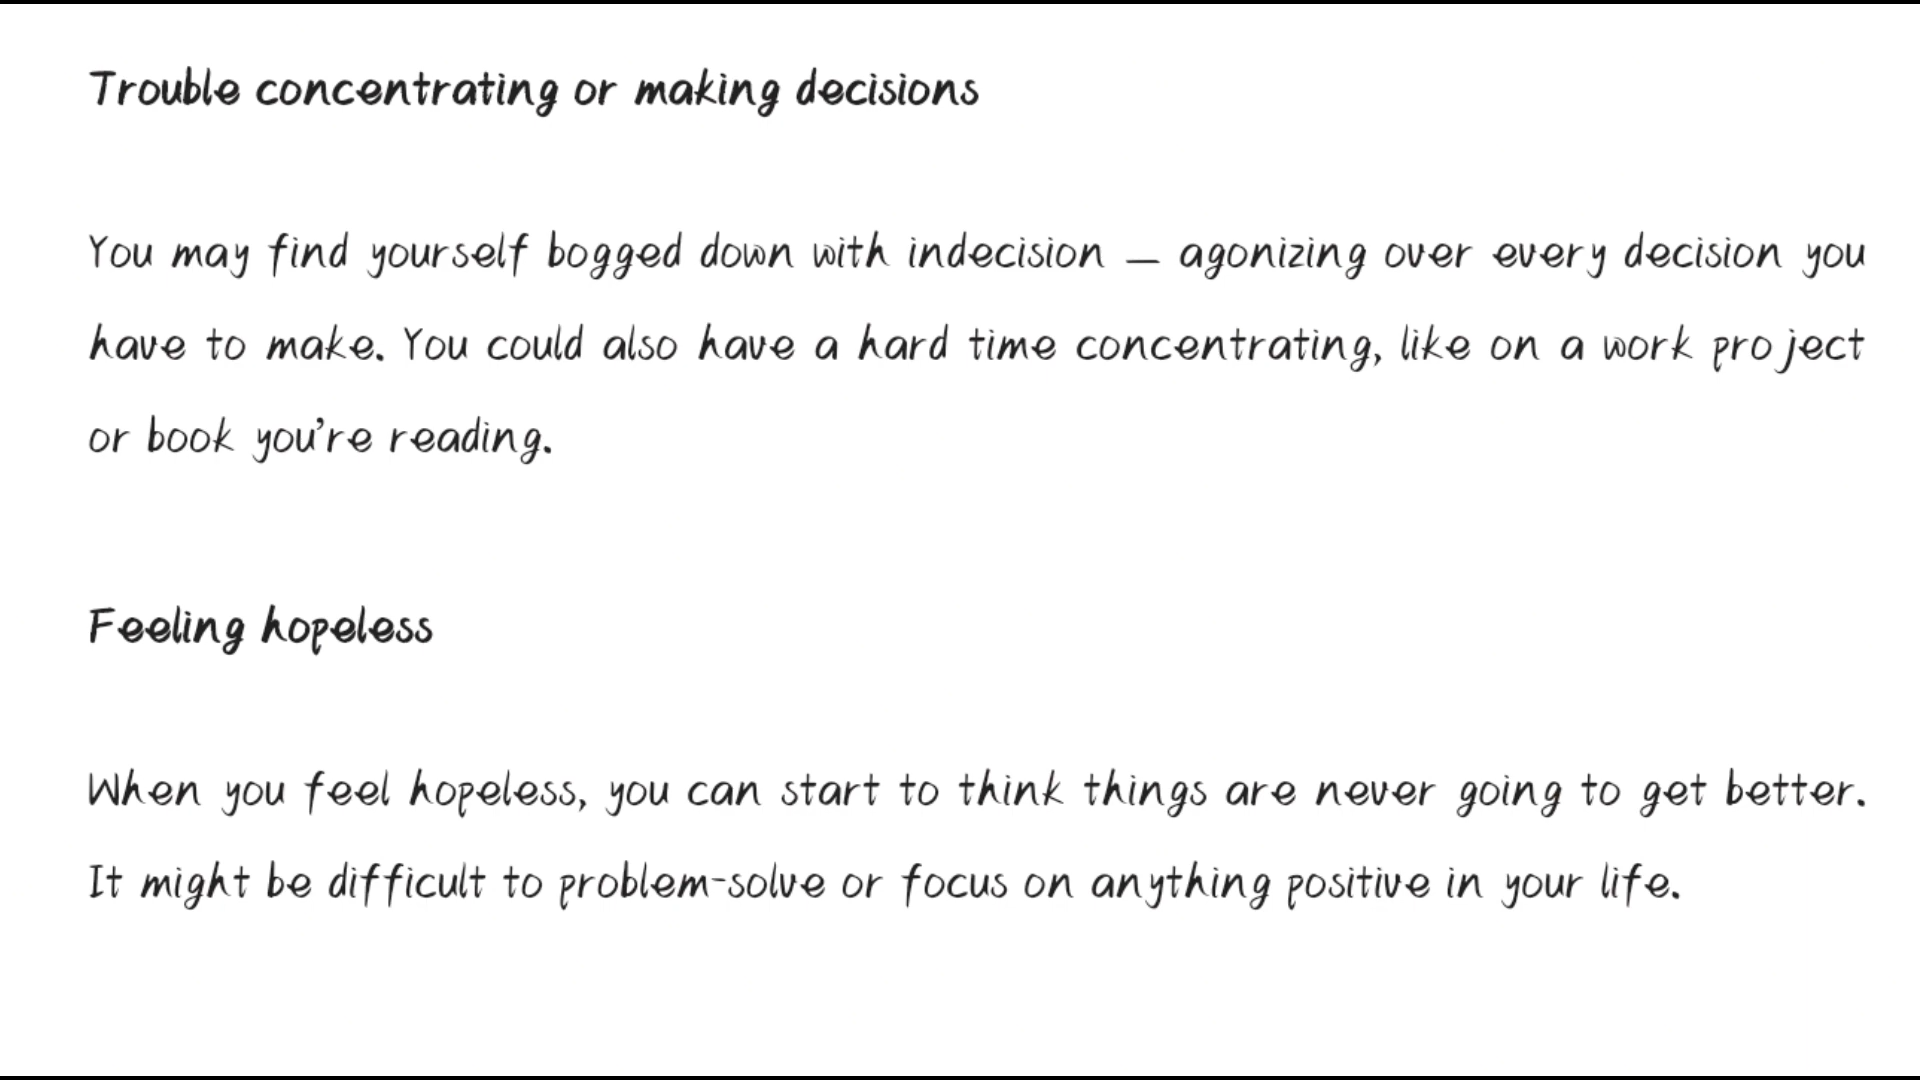 Trouble concentrating or making decisions
You may find yourself bogged down with indecision — agonizing over every decision you
have to make. You could also have a hard time concentrating, like on a work project
or book you’re reading.
Feeling hopeless
When you feel hopeless, you can start to think things are never going to get better.
It might be difficult to problem-solve or focus on anything positive in your life.